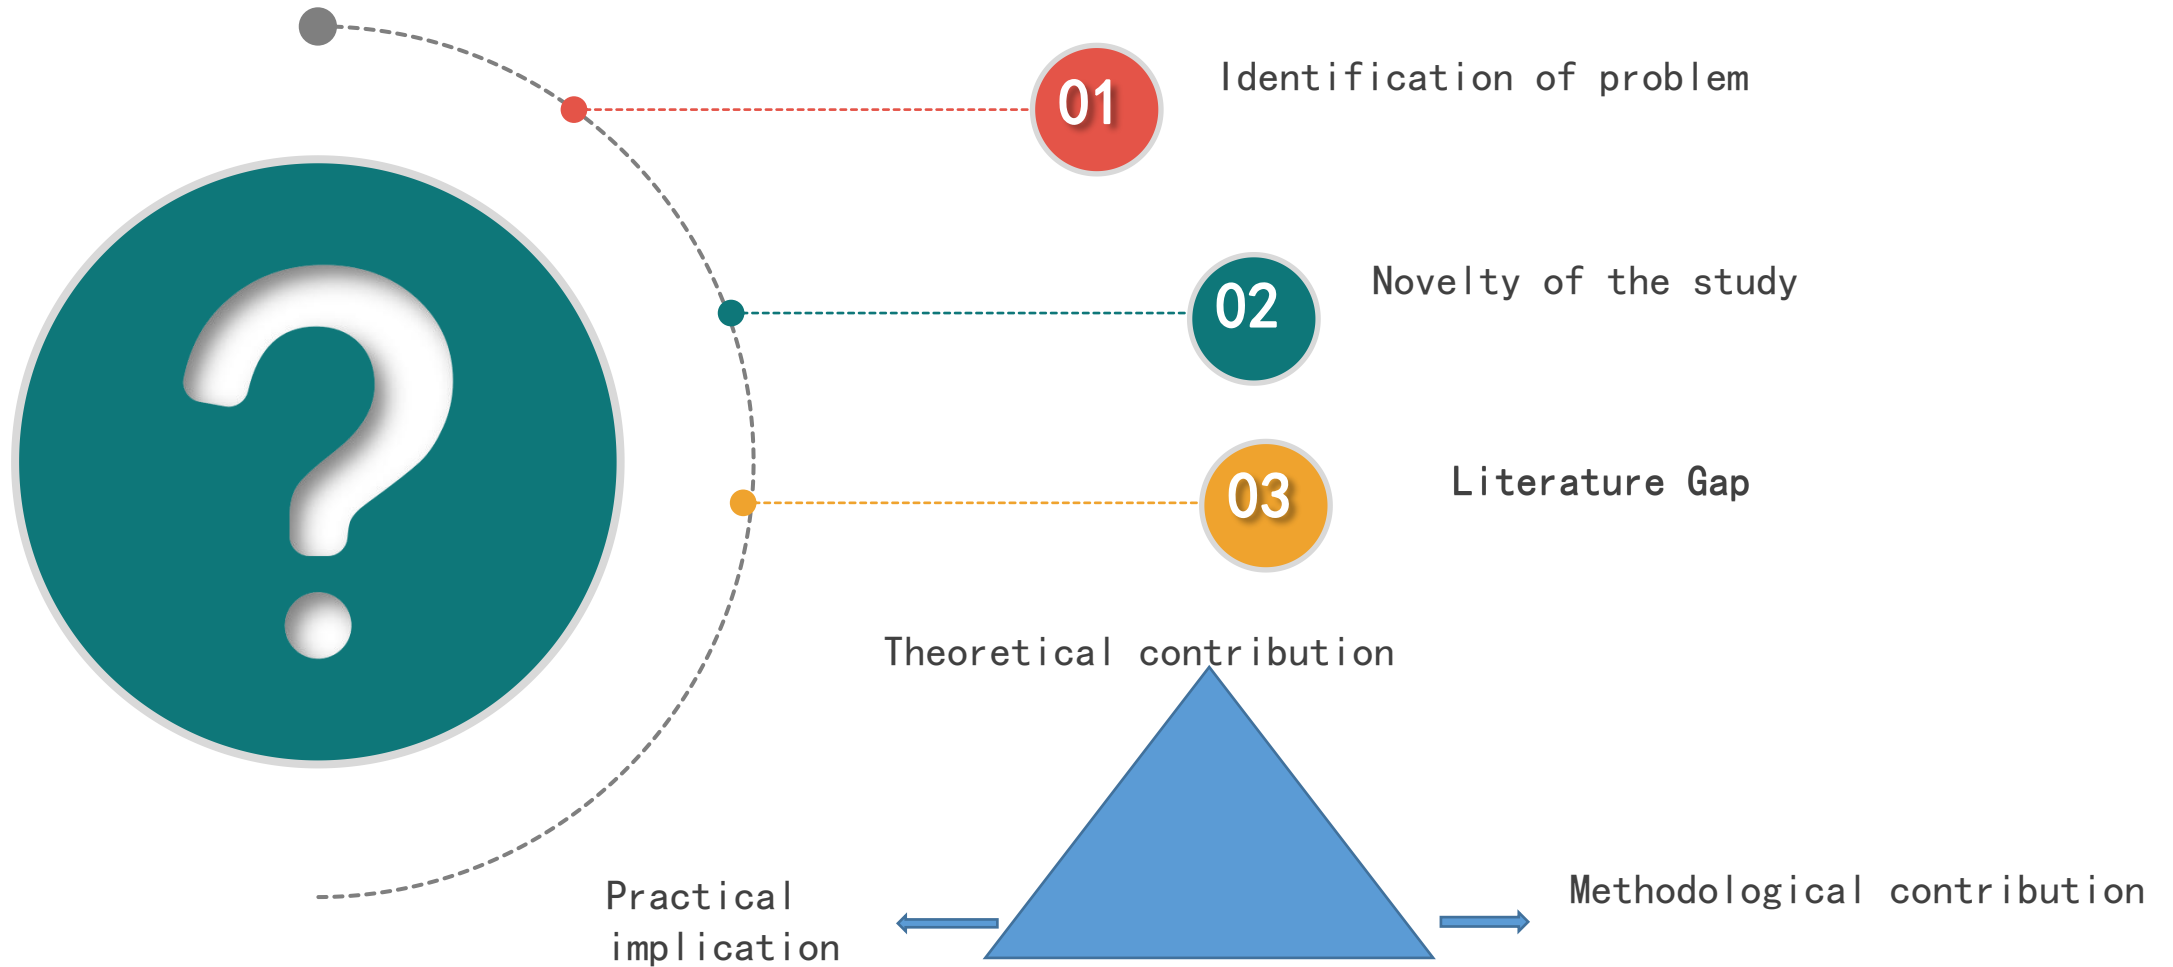 ?
01
Identification of problem
02
Novelty of the study
03
Literature Gap
Theoretical contribution
Practical
implication
Methodological contribution